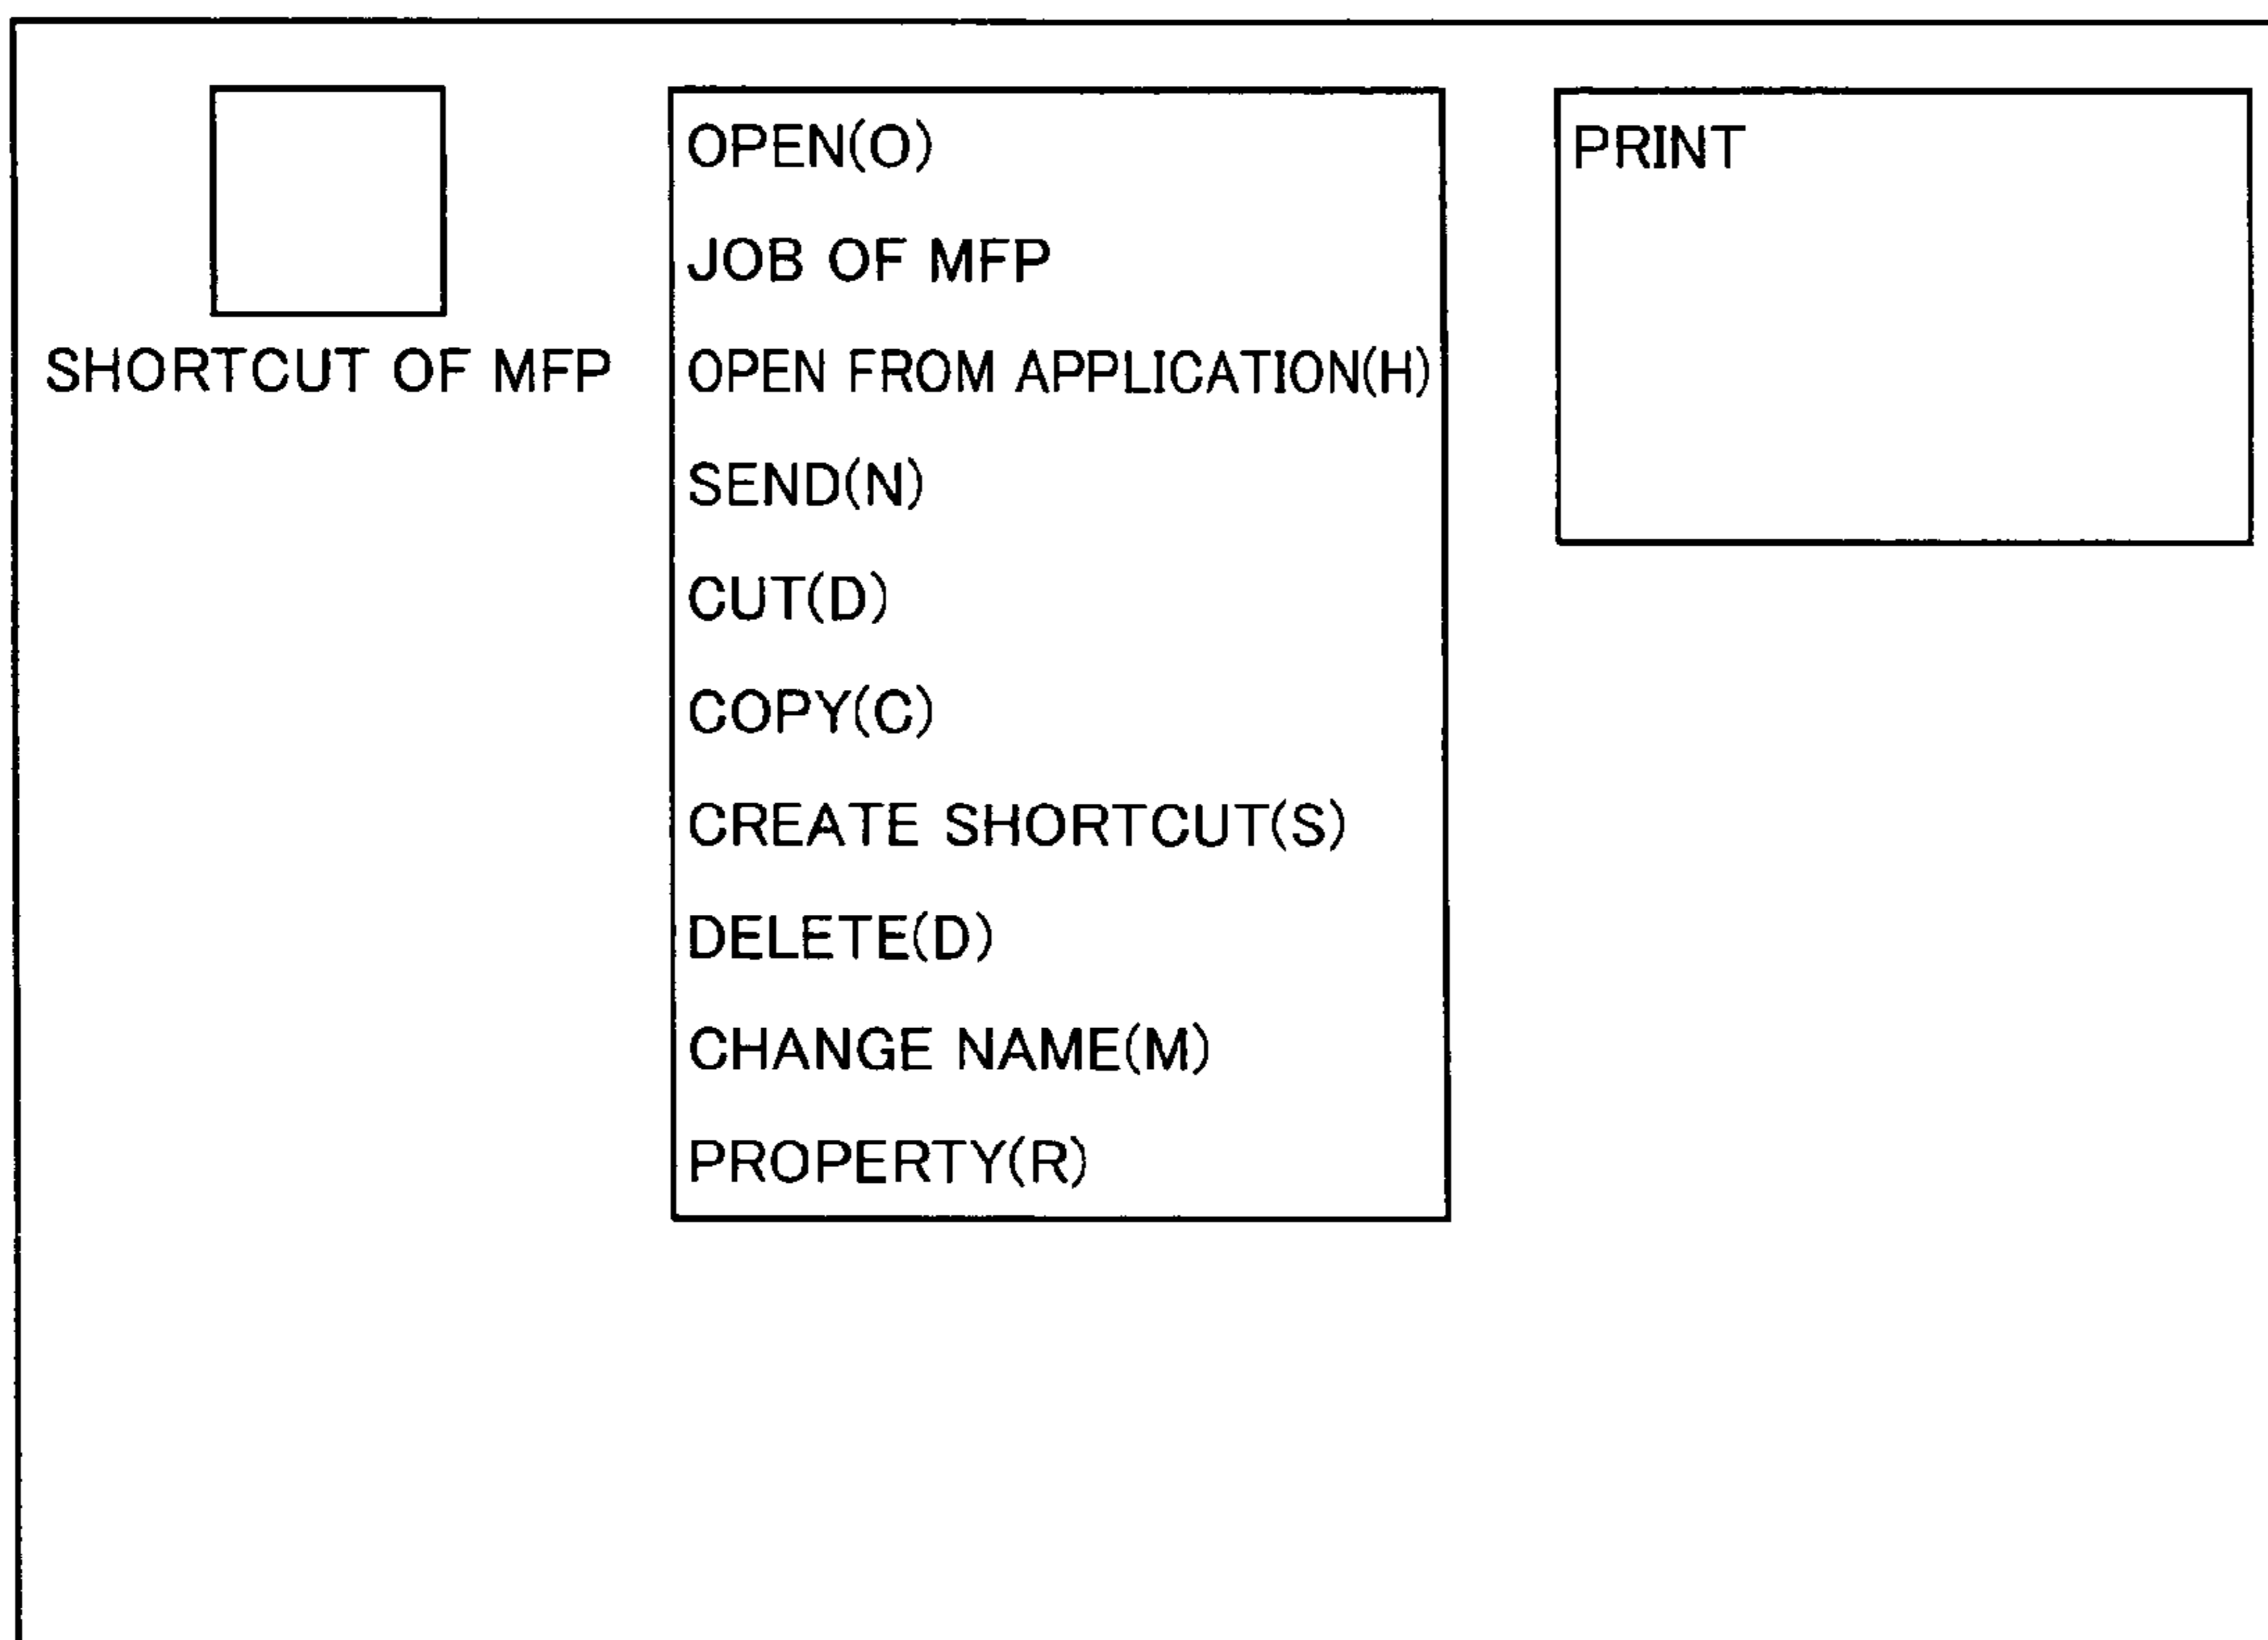 SHORTCUT OF MFP
OPEN(O)
JOB OF MFP
OPEN FROM APPLICATION(H)
SEND(N)
CUT(D)
COPY(C)
CREATE SHORTCUT(S)
DELETE(D)
CHANGE NAME(M)
PROPERTY(R)
PRINT